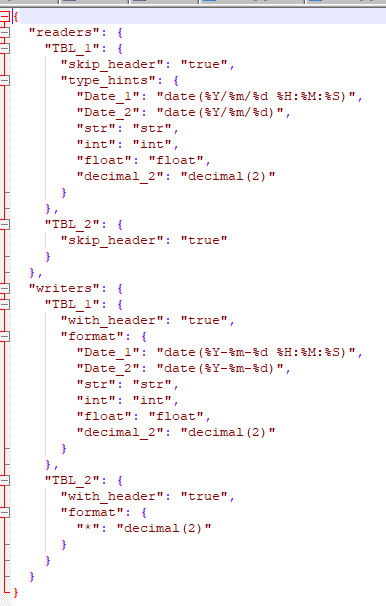 {
  "readers": {
    "TBL_1": {
      "skip_header": "true",
      "type_hints": {
        "Date_1": "date(%Y/%m/%d %H:%M:%S)",
        "Date_2": "date(%Y/%m/%d)",
        "str": "str",
        "int": "int",
        "float": "float",
        "decimal_2": "decimal(2)"
      }
    },
    "TBL_2": {
      "skip_header": "true"
    }
  },
  "writers": {
    "TBL_1": {
      "with_header": "true",
      "format": {
        "Date_1": "date(%Y-%m-%d %H:%M:%S)",
        "Date_2": "date(%Y-%m-%d)",
        "str": "str",
        "int": "int",
        "float": "float",
        "decimal_2": "decimal(2)"
      }
    },
    "TBL_2": {
      "with_header": "true",
      "format": {
        "*": "decimal(2)"
      }
    }
  }
}